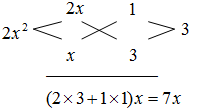 2x 1
2x² 3
x 3
(2×3+1×1)x = 7x